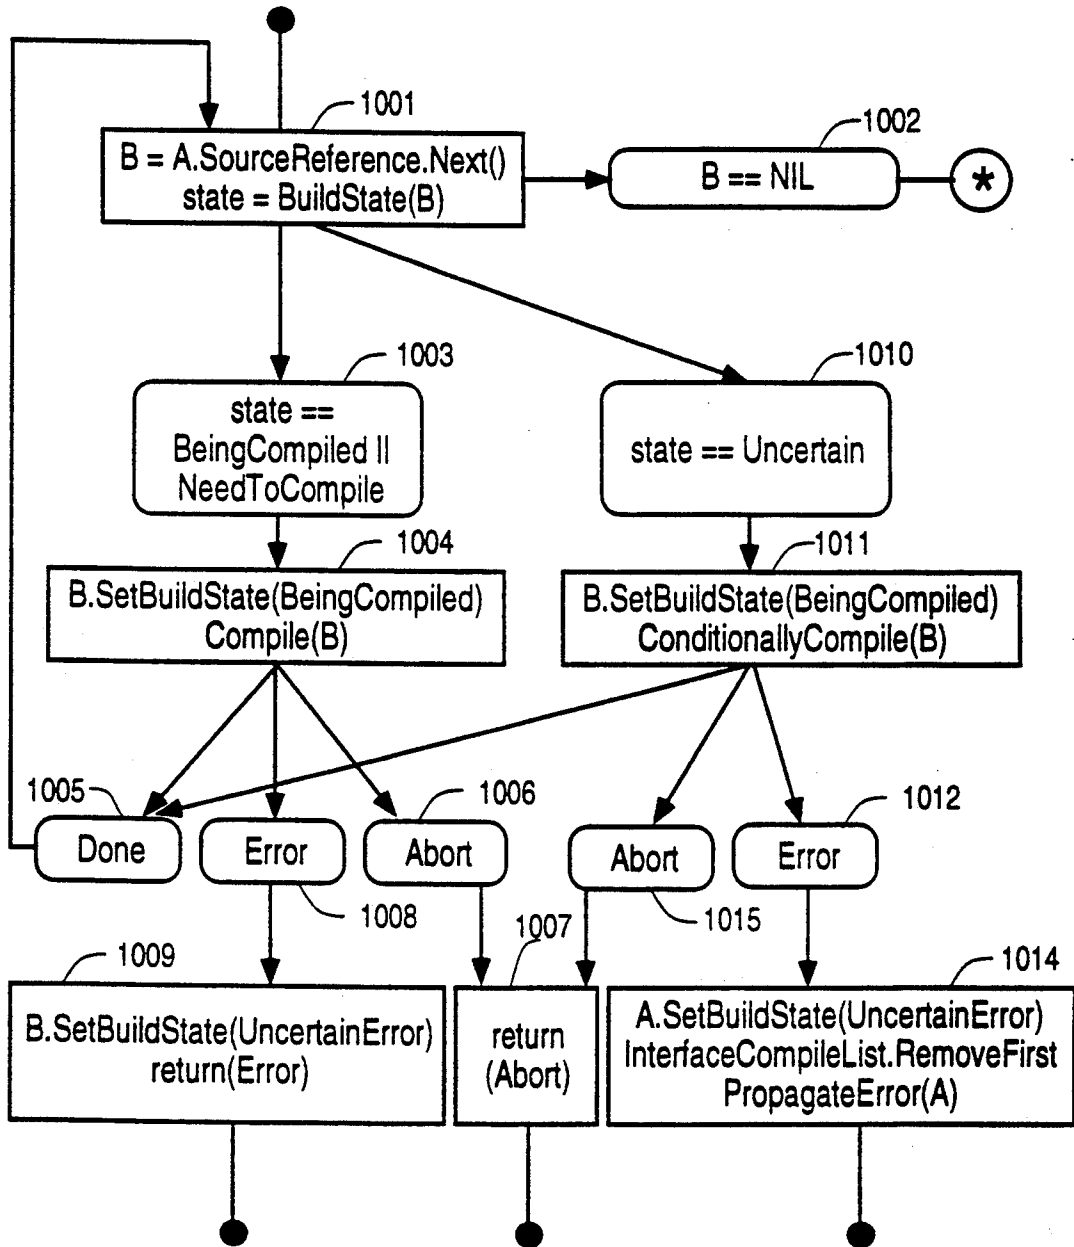 1001
1002
B = A.SourceReference.Next()
state = BuildState(B)
B == NIL
*
1003
1010
state ==
BeingCompiled ||
NeedToCompile
state == Uncertain
1004
1011
B.SetBuildState(BeingCompiled)
Compile(B)
B.SetBuildState(BeingCompiled)
ConditionallyCompile(B)
1005
1006
1012
Done
Error
Abort
Abort
Error
1008
1015
1007
1009
1014
B.SetBuildState(UncertainError)
return(Error)
return
(Abort)
A.SetBuildState(UncertainError)
InterfaceCompileList.RemoveFirst
PropagateError(A)